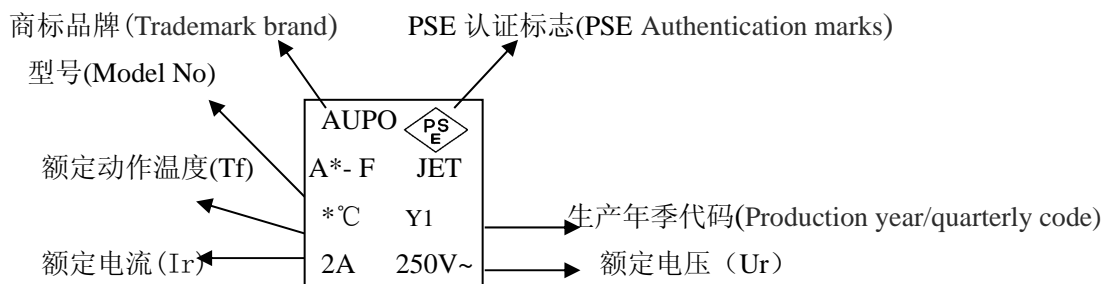 商标品牌(Trademark brand) PSE 认证标志(PSE Authentication marks)
型号(Model No)
AUPO PSE
额定动作温度(Tf) A*- F JET
*℃ Y1 生产年季代码(Production year/quarterly code)
额定电流(Ir) 2A 250V~ 额定电压（Ur）